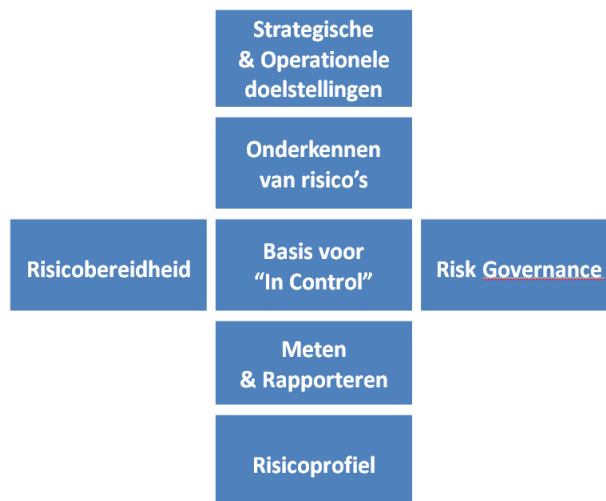 Strategische
& Operationele
doelstellingen
Onderkennen
van risico's
Risicobereidheid
Basis voor
“In Control”
Risk Governance
Meten
& Rapporteren
Risicoprofiel